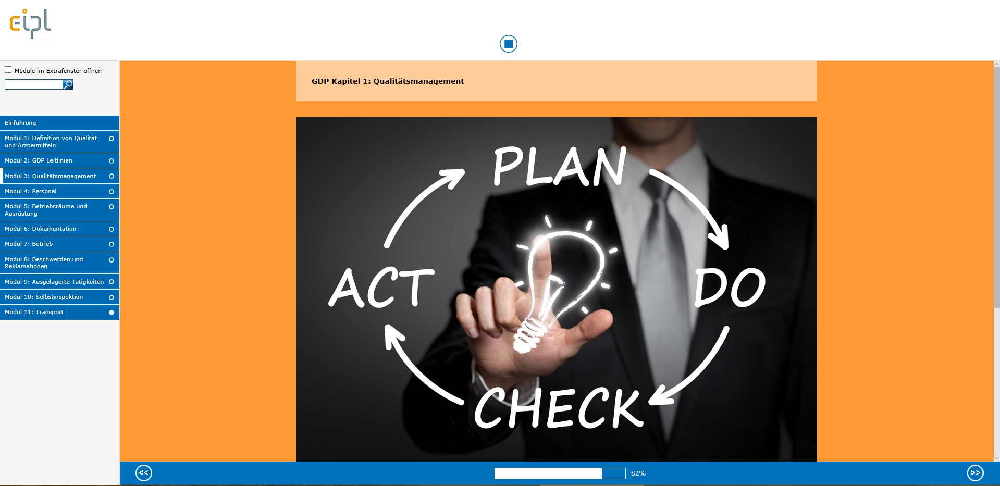 eipl
Module im Extrafenster öffnen
Einführung
Modul 1: Definition von Qualität
und Arzneimitteln
Modul 2: GDP Leitlinien
Modul 3: Qualitätsmanagement
Modul 4: Personal
Modul 5: Betriebsräume und
Ausrüstung
Modul 6: Dokumentation
Modul 7: Betrieb
Modul 8: Beschwerden und
Reklamationen
Modul 9: Ausgelagerte Tätigkeiten
Modul 10: Selbstinspektion
Modul 11: Transport
GDP Kapitel 1: Qualitätsmanagement
PLAN
ACT
DO
CHECK
<<
82%
>>